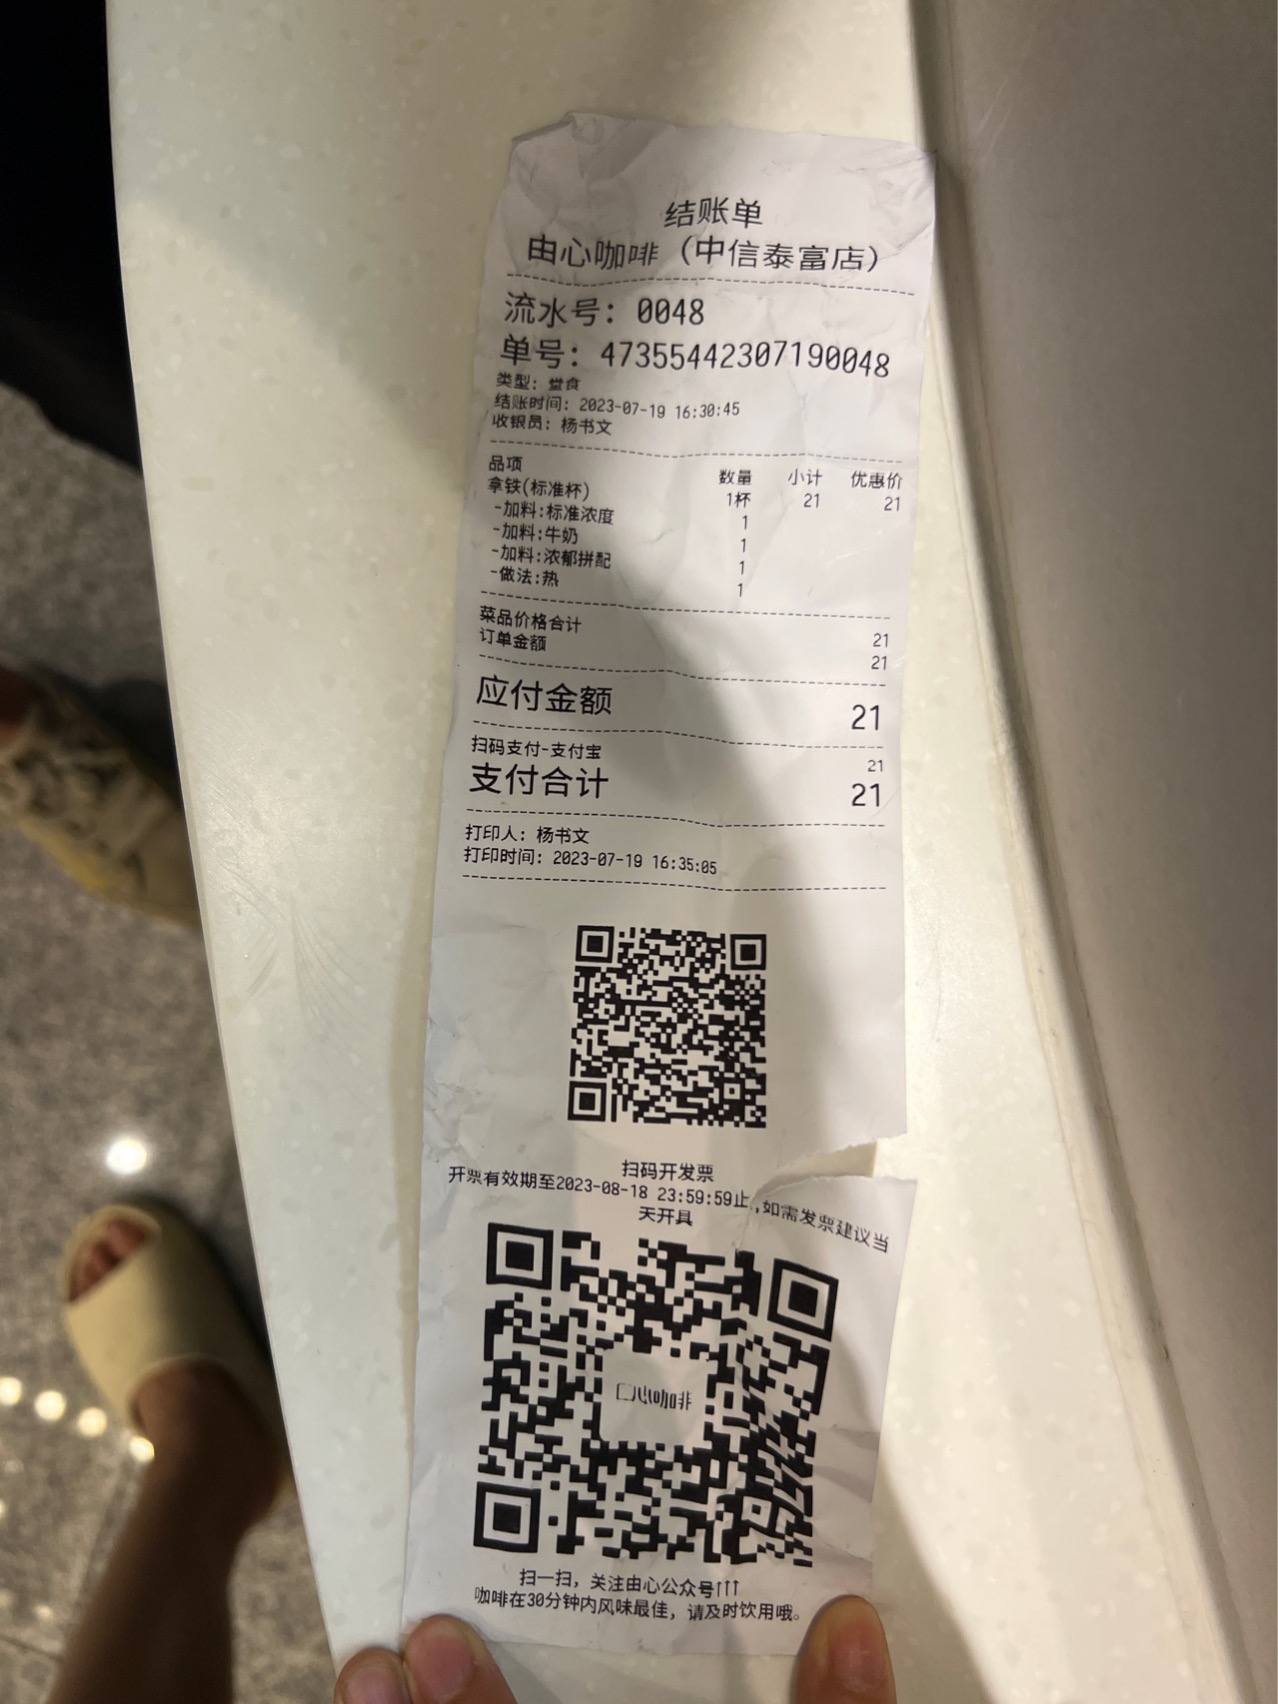 结账单
由心咖啡（中信泰富店）
流水号：0048
单号：47355442307190048
类型：堂食
结账时间：2023-07-19 16:30:45
收银员：杨书文
品项 数量 小计 优惠价
拿铁(标准杯) 1杯 21 21
-加料:标准浓度 1
-加料:牛奶 1
-加料:浓郁拼配 1
-做法:热 1
菜品价格合计 21
订单金额 21
应付金额 21
扫码支付-支付宝 21
支付合计 21
打印人：杨书文
打印时间：2023-07-19 16:35:05
扫码开发票
开票有效期至2023-08-18 23:59:59止,如需发票建议当
天开具
心咖啡
扫一扫，关注由心公众号↑↑↑
咖啡在30分钟内风味最佳，请及时饮用哦。